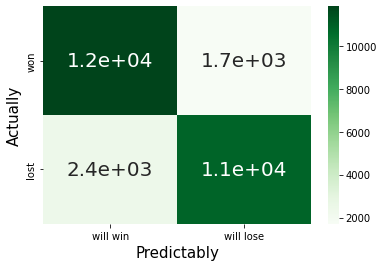 won
1.2e+04
1.7e+03
lost
2.4e+03
1.1e+04
Actually
will win
will lose
Predictably
10000
8000
6000
4000
2000